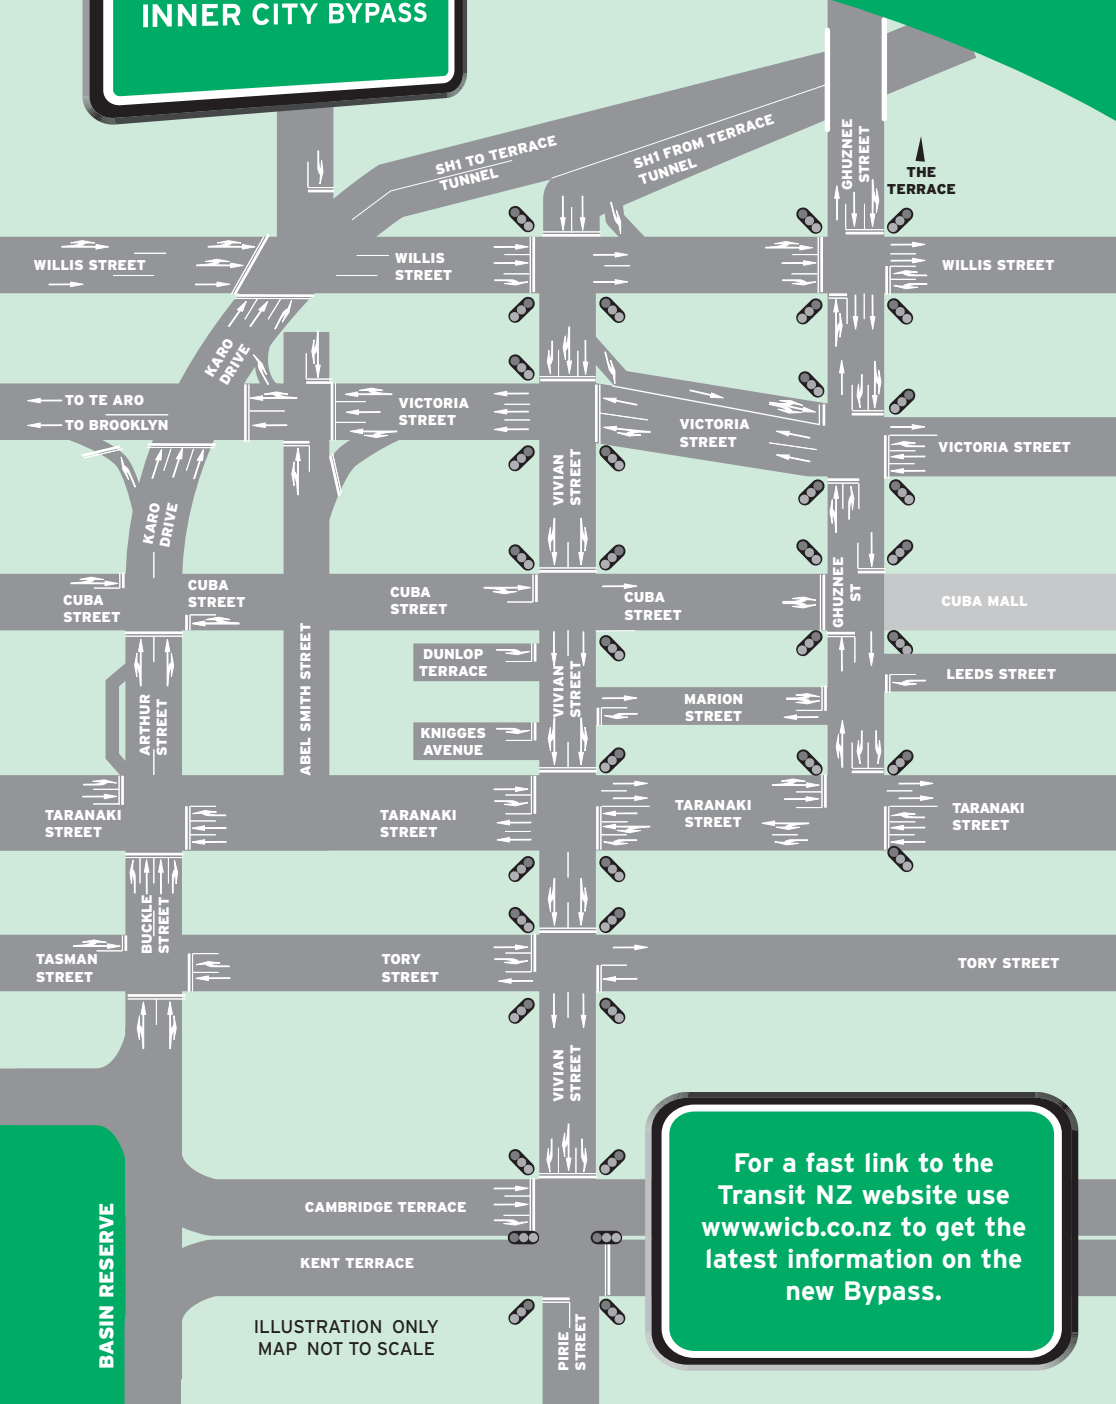 INNER CITY BYPASS
SH1 TO TERRACE
TUNNEL
SH1 FROM TERRACE
TUNNEL
GHUZNEE
STREET
THE
TERRACE
WILLIS STREET
WILLIS
STREET
WILLIS STREET
KARO
DRIVE
TO TE ARO
TO BROOKLYN
VICTORIA
STREET
VICTORIA
STREET
VICTORIA STREET
VIVIAN
STREET
KARO
DRIVE
CUBA
STREET
CUBA
STREET
CUBA
STREET
CUBA
STREET
GHUZNEE
ST
CUBA MALL
DUNLOP
TERRACE
VIVIAN
STREET
LEEDS STREET
MARION
STREET
ARTHUR
STREET
ABEL SMITH STREET
KNIGGES
AVENUE
TARANAKI
STREET
TARANAKI
STREET
TARANAKI
STREET
TARANAKI
STREET
BUCKLE
STREET
TASMAN
STREET
TORY
STREET
TORY STREET
VIVIAN
STREET
CAMBRIDGE TERRACE
KENT TERRACE
BASIN RESERVE
ILLUSTRATION ONLY
MAP NOT TO SCALE
PIRIE
STREET
For a fast link to the
Transit NZ website use
www.wicb.co.nz to get the
latest information on the
new Bypass.